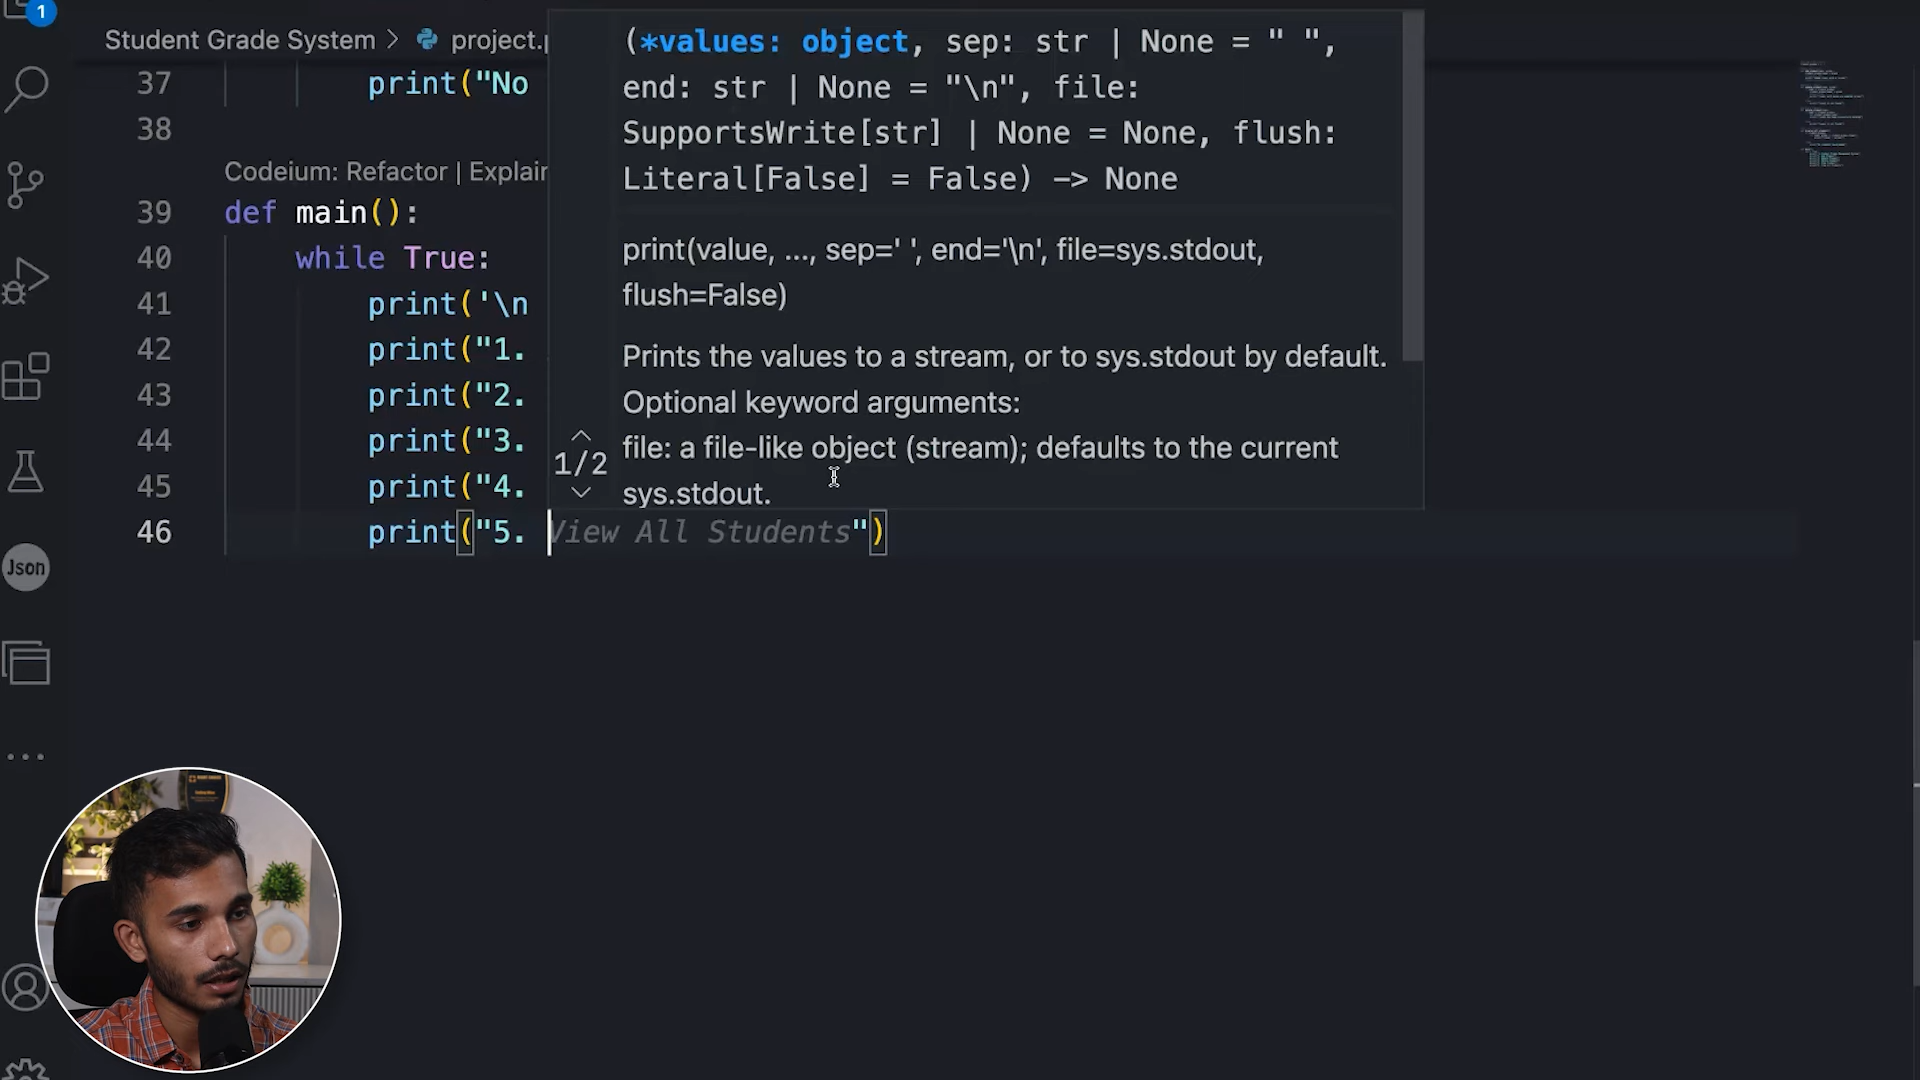 1
Student Grade System > project.p
37 print("No
38
Codeium: Refactor | Explain
39 def main():
40 while True:
41 print('\n
42 print("1.
43 print("2.
44 print("3.
45 print("4.
46 print("5. View All Students")
(*values: object, sep: str | None = " ",
end: str | None = "\n", file:
SupportsWrite[str] | None = None, flush:
Literal[False] = False) -> None
print(value, ..., sep=' ', end='\n', file=sys.stdout,
flush=False)
Prints the values to a stream, or to sys.stdout by default.
Optional keyword arguments:
file: a file-like object (stream); defaults to the current
sys.stdout.
1/2
Json